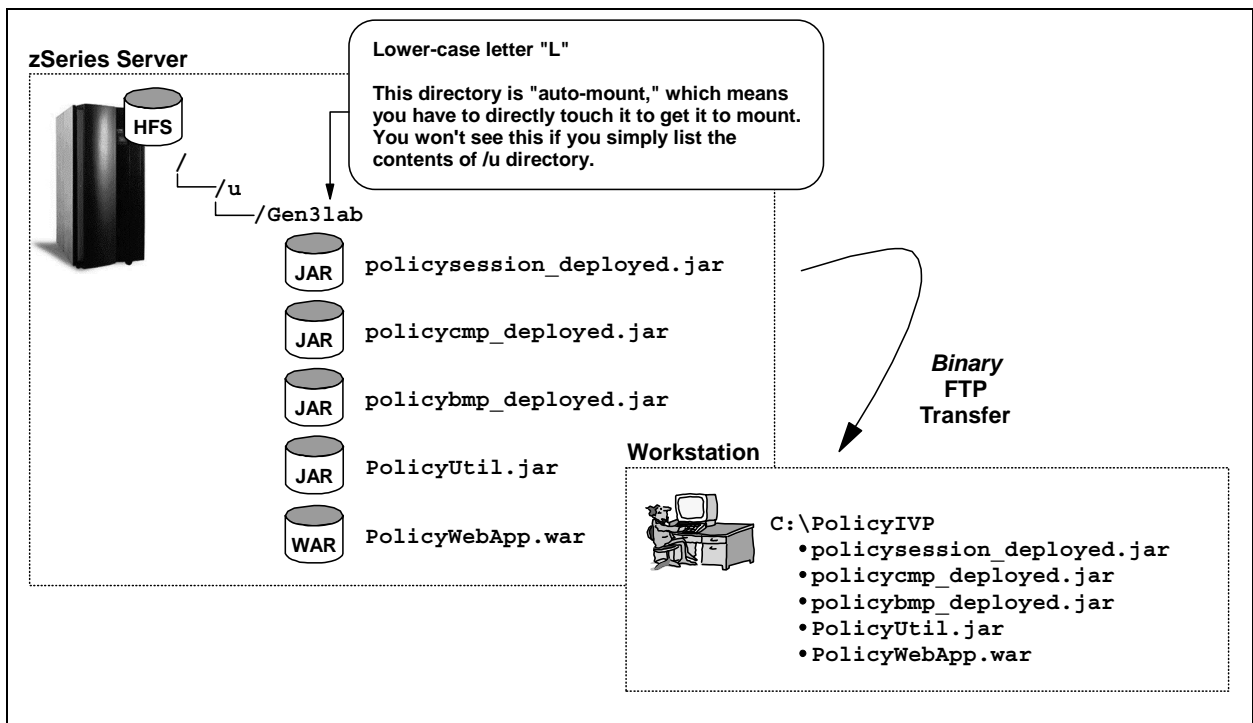 Lower-case letter "L"
zSeries Server
This directory is "auto-mount," which means
you have to directly touch it to get it to mount.
You won't see this if you simply list the
contents of /u directory.
HFS
/
/u
/Gen3lab
JAR policysession_deployed.jar
JAR policycmp_deployed.jar
JAR policybmp_deployed.jar
JAR PolicyUtil.jar
WAR PolicyWebApp.war
Binary
FTP
Transfer
Workstation
C:\PolicyIVP
•policysession_deployed.jar
•policycmp_deployed.jar
•policybmp_deployed.jar
•PolicyUtil.jar
•PolicyWebApp.war